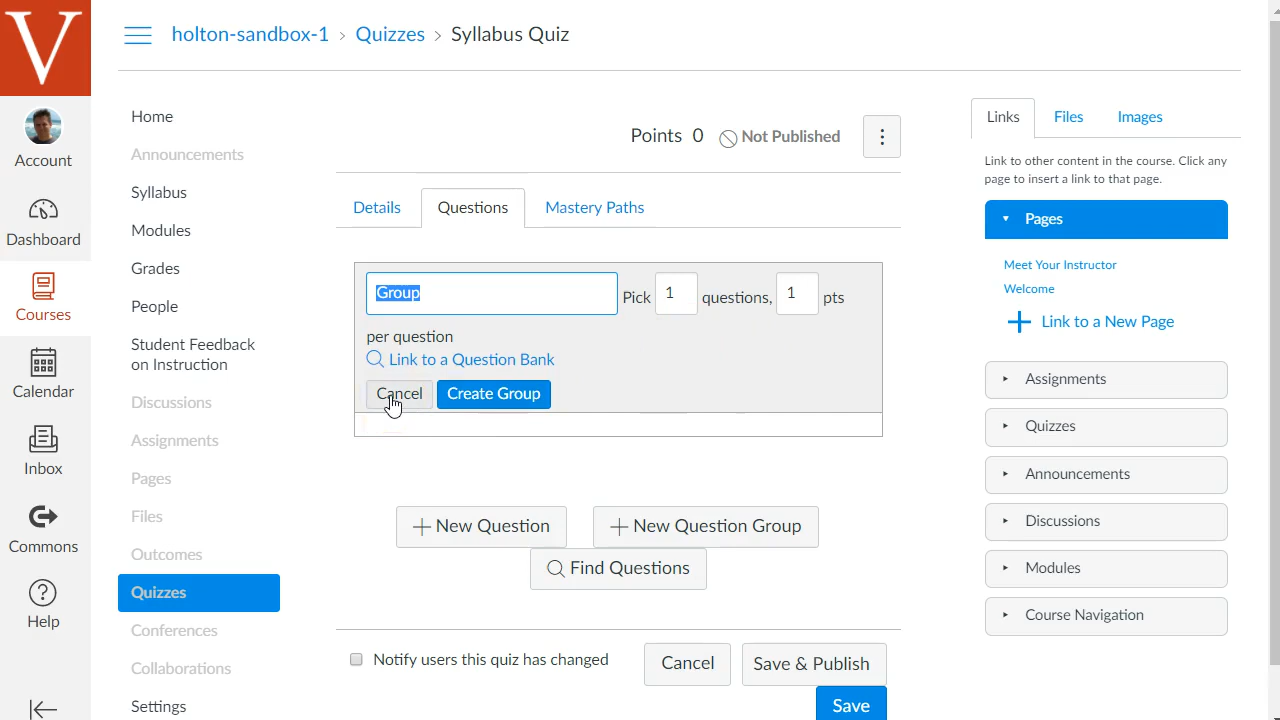 V
Account
Dashboard
Courses
Calendar
Inbox
Commons
Help
holton-sandbox-1 › Quizzes › Syllabus Quiz
Home
Announcements
Syllabus
Modules
Grades
People
Student Feedback
on Instruction
Discussions
Assignments
Pages
Files
Outcomes
Quizzes
Conferences
Collaborations
Settings
Points 0 Not Published
Details Questions Mastery Paths
Group Pick 1 questions, 1 pts
per question
Link to a Question Bank
Cancel Create Group
+ New Question + New Question Group
Find Questions
Notify users this quiz has changed Cancel Save & Publish
Save
Links Files Images
Link to other content in the course. Click any
page to insert a link to that page.
Pages
Meet Your Instructor
Welcome
+ Link to a New Page
Assignments
Quizzes
Announcements
Discussions
Modules
Course Navigation